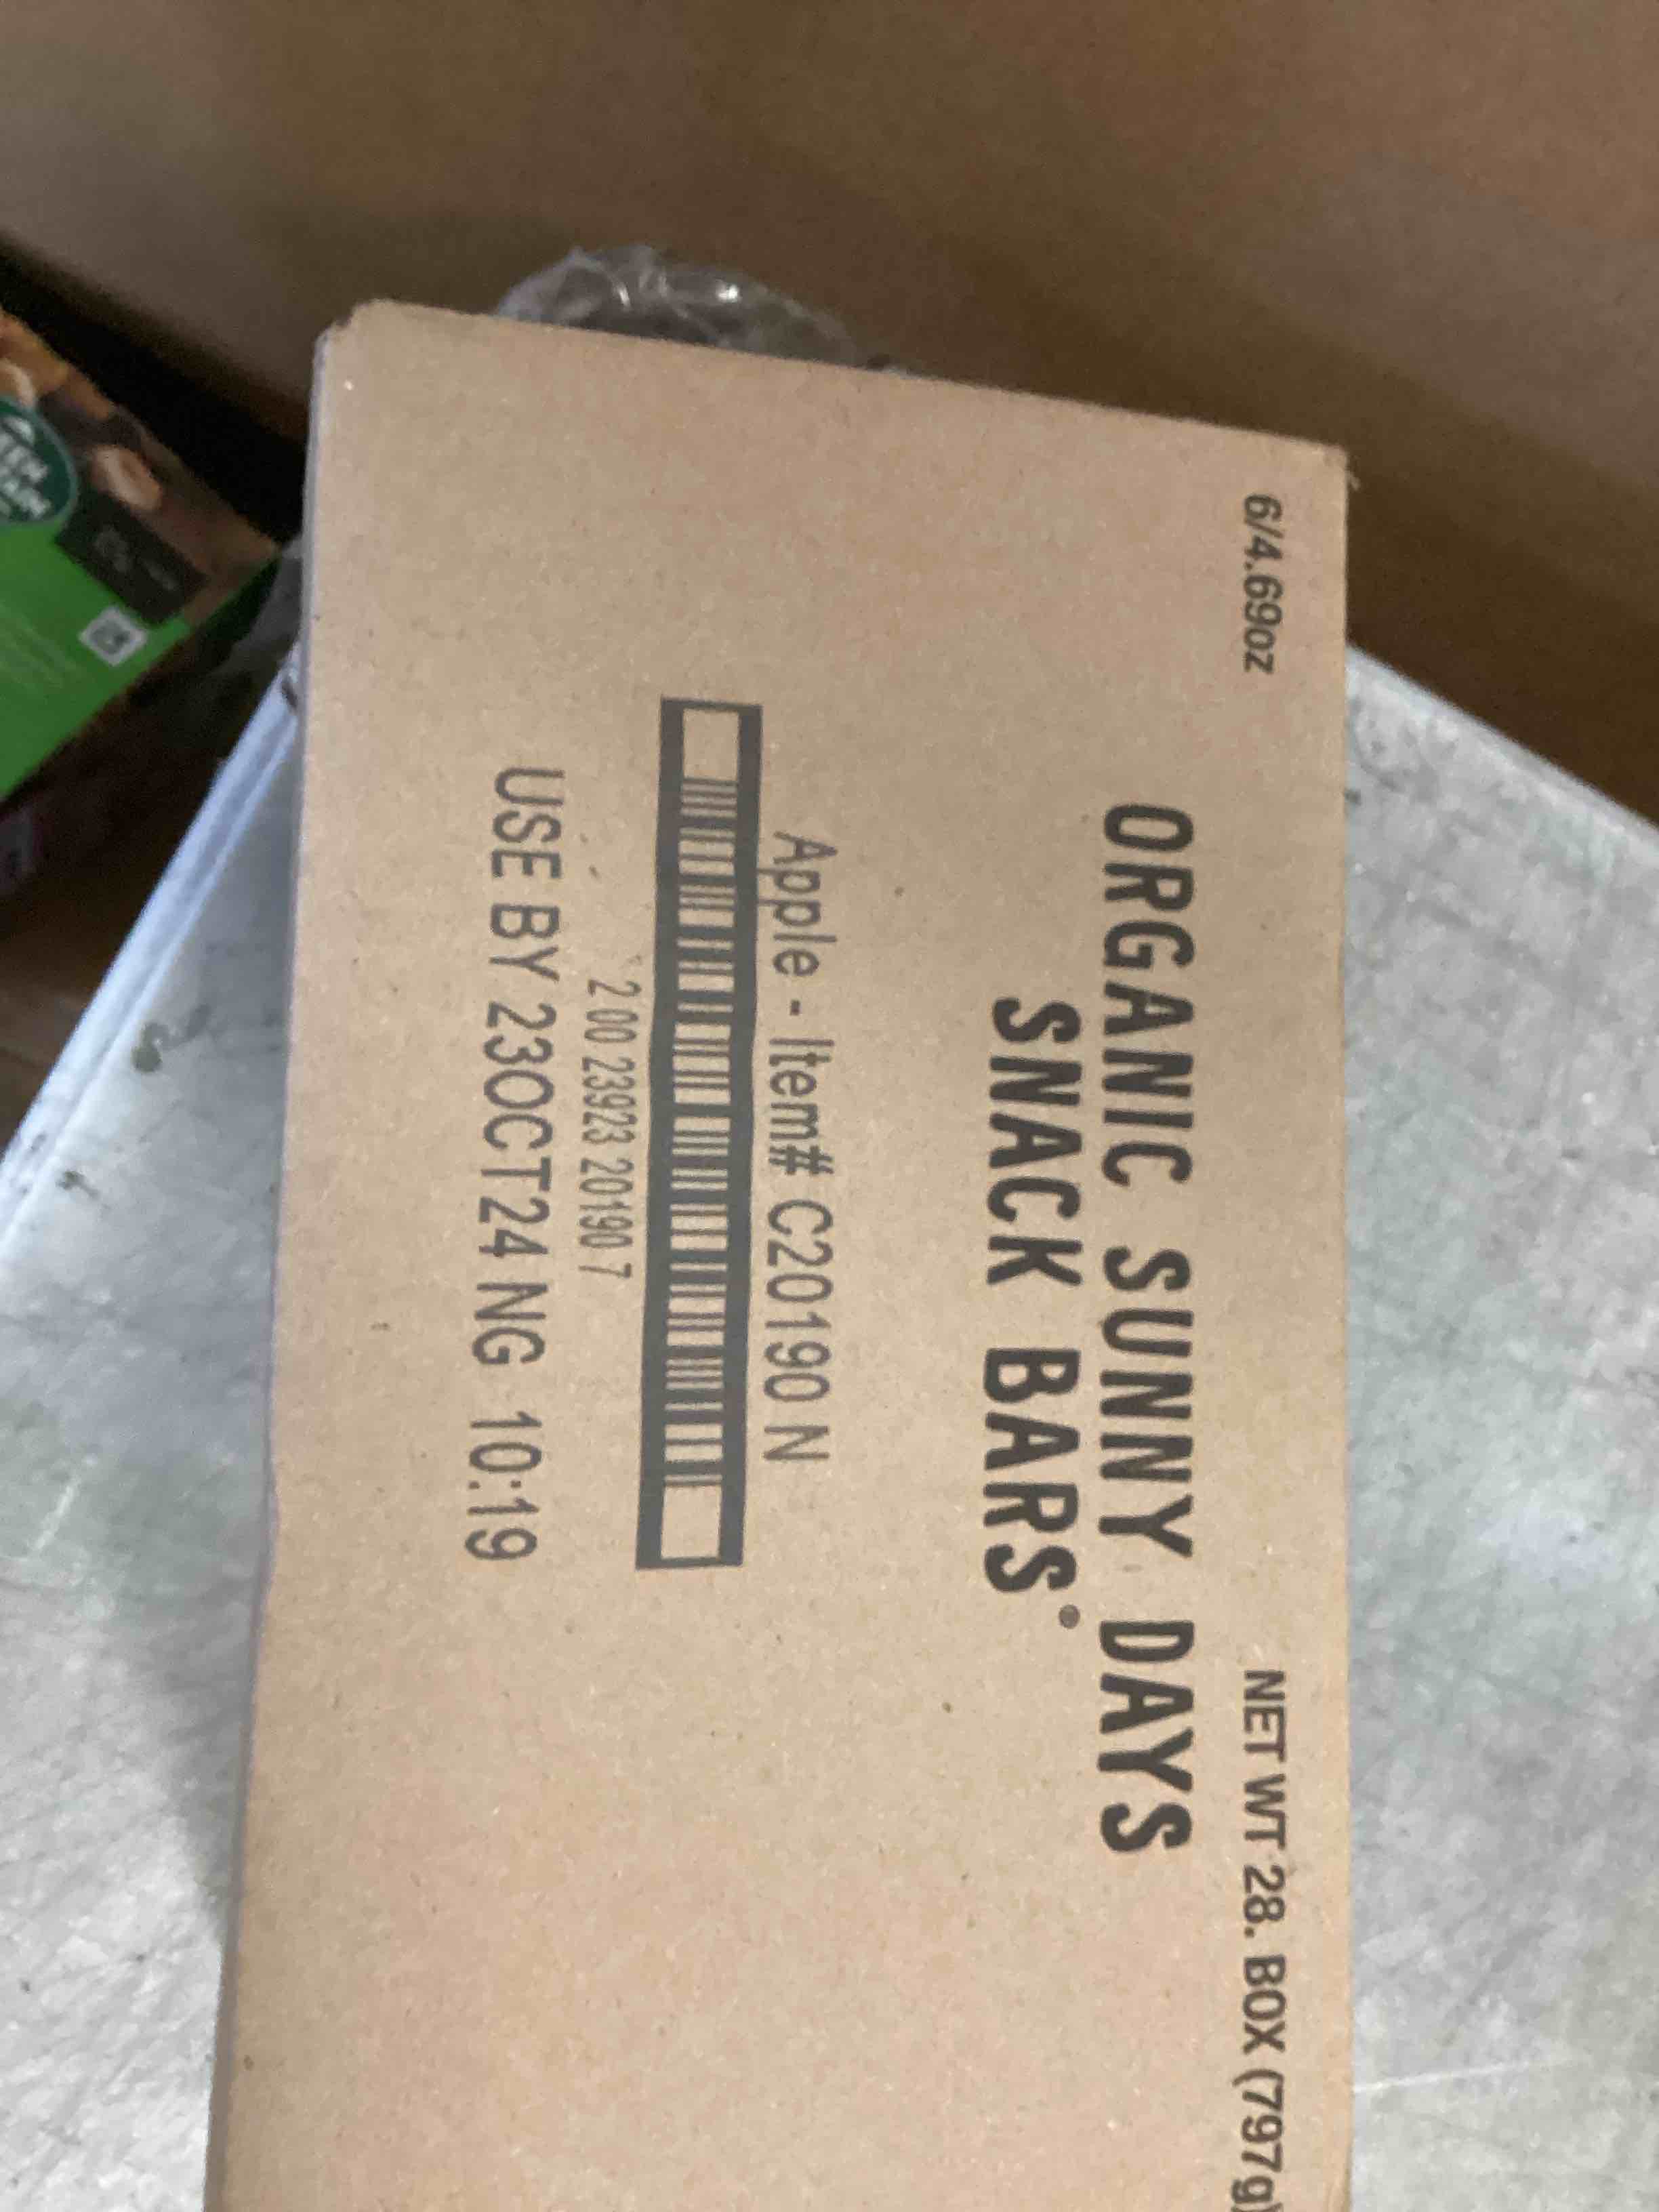 6/4.69oz
NET WT 28. BOX (797g)
ORGANIC SUNNY DAYS
SNACK BARS®
Apple - Item# C20190 N
2 00 23923 20190 7
USE BY 23OCT24 NG 10:19